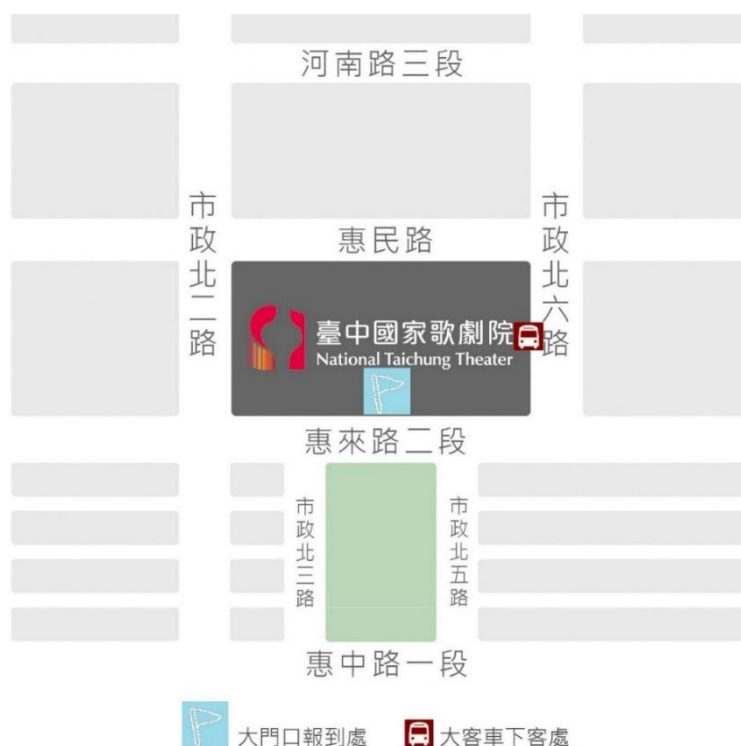 河南路三段
市政北二路
惠民路
市政北六路
臺中國家歌劇院
National Taichung Theater
惠來路二段
市政北三路
市政北五路
惠中路一段
大門口報到處
大客車下客處